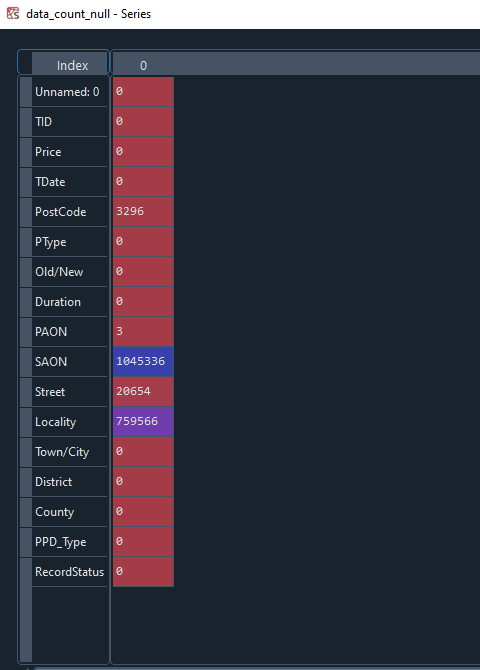 data_count_null - Series
Index 0
Unnamed: 0 0
TID 0
Price 0
TDate 0
PostCode 3296
PType 0
Old/New 0
Duration 0
PAON 3
SAON 1045336
Street 20654
Locality 759566
Town/City 0
District 0
County 0
PPD_Type 0
RecordStatus 0